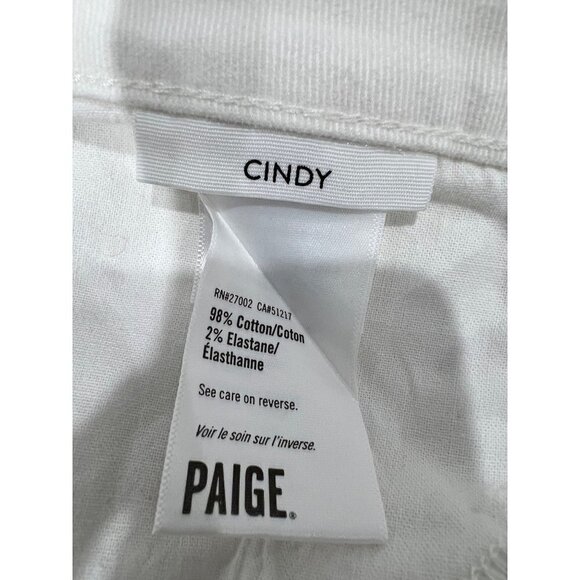 CINDY
RN#27002 CA#51217
98% Cotton/Coton
2% Elastane/
Élasthanne
See care on reverse.
Voir le soin sur l'inverse.
PAIGE®